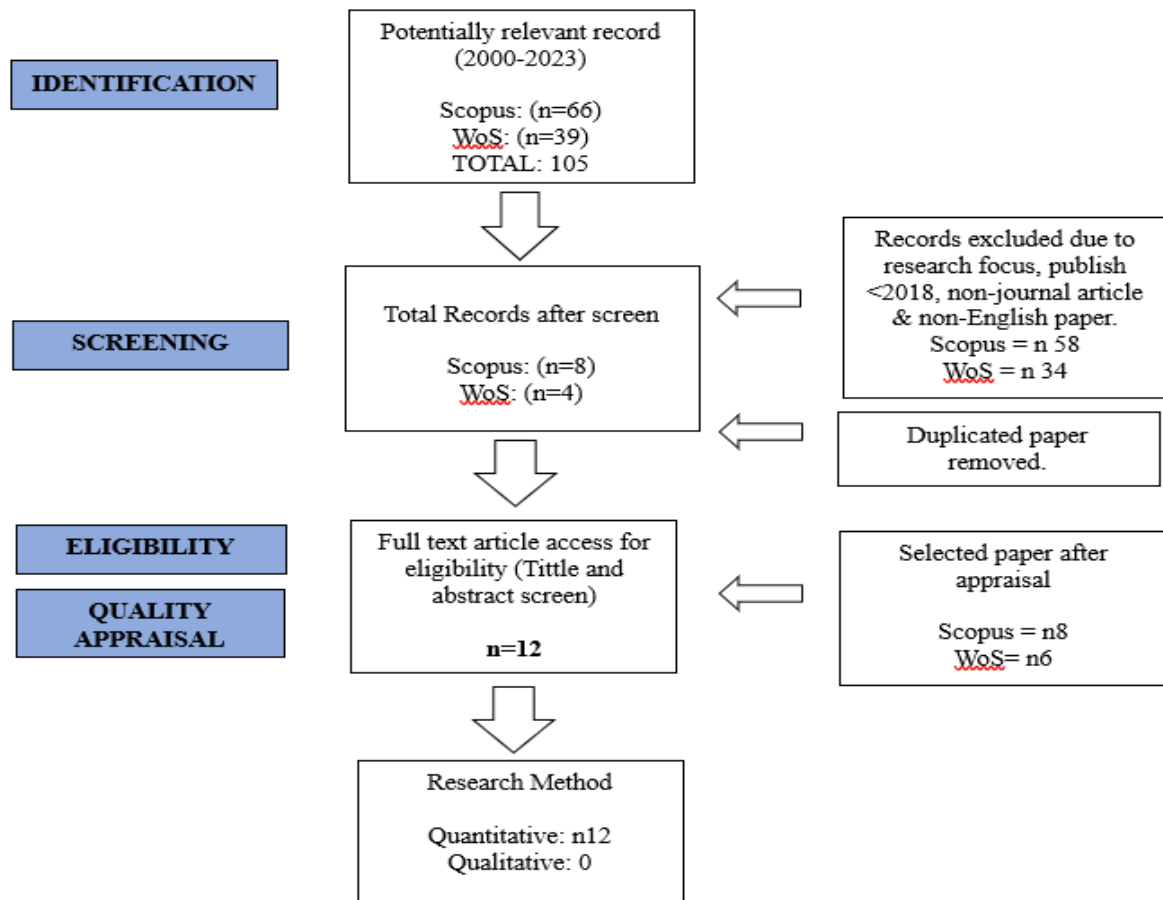 IDENTIFICATION
Potentially relevant record
(2000-2023)
Scopus: (n=66)
WoS: (n=39)
TOTAL: 105
SCREENING
Total Records after screen
Scopus: (n=8)
WoS: (n=4)
Records excluded due to
research focus, publish
<2018, non-journal article
& non-English paper.
Scopus = n 58
WoS = n 34
Duplicated paper
removed.
ELIGIBILITY
QUALITY
APPRAISAL
Full text article access for
eligibility (Tittle and
abstract screen)
n=12
Selected paper after
appraisal
Scopus = n8
WoS= n6
Research Method
Quantitative: n12
Qualitative: 0